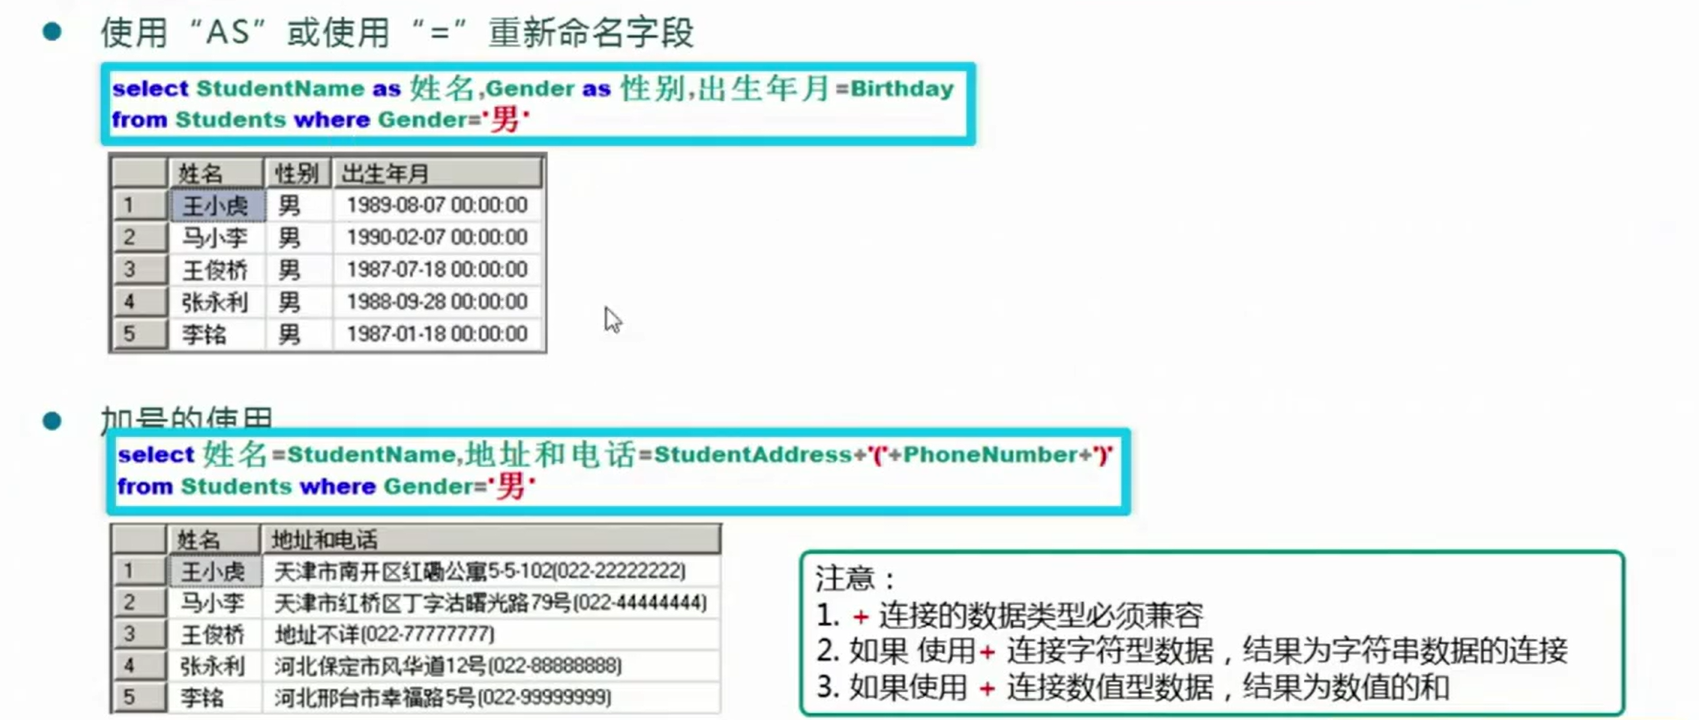 使用“AS”或使用“=”重新命名字段
select StudentName as 姓名,Gender as 性别,出生年月=Birthday
from Students where Gender='男'
姓名 性别 出生年月
1 王小虎 男 1989-08-07 00:00:00
2 马小李 男 1990-02-07 00:00:00
3 王俊桥 男 1987-07-18 00:00:00
4 张永利 男 1988-09-28 00:00:00
5 李铭 男 1987-01-18 00:00:00
加号的使用
select 姓名=StudentName,地址和电话=StudentAddress+'('+PhoneNumber+')'
from Students where Gender='男'
姓名 地址和电话
1 王小虎 天津市南开区红磡公寓5-5-102(022-22222222)
2 马小李 天津市红桥区丁字沽曙光路79号(022-44444444)
3 王俊桥 地址不详(022-77777777)
4 张永利 河北保定市风华道12号(022-88888888)
5 李铭 河北邢台市幸福路5号(022-99999999)
注意：
1. + 连接的数据类型必须兼容
2. 如果 使用+ 连接字符型数据，结果为字符串数据的连接
3. 如果使用 + 连接数值型数据，结果为数值的和